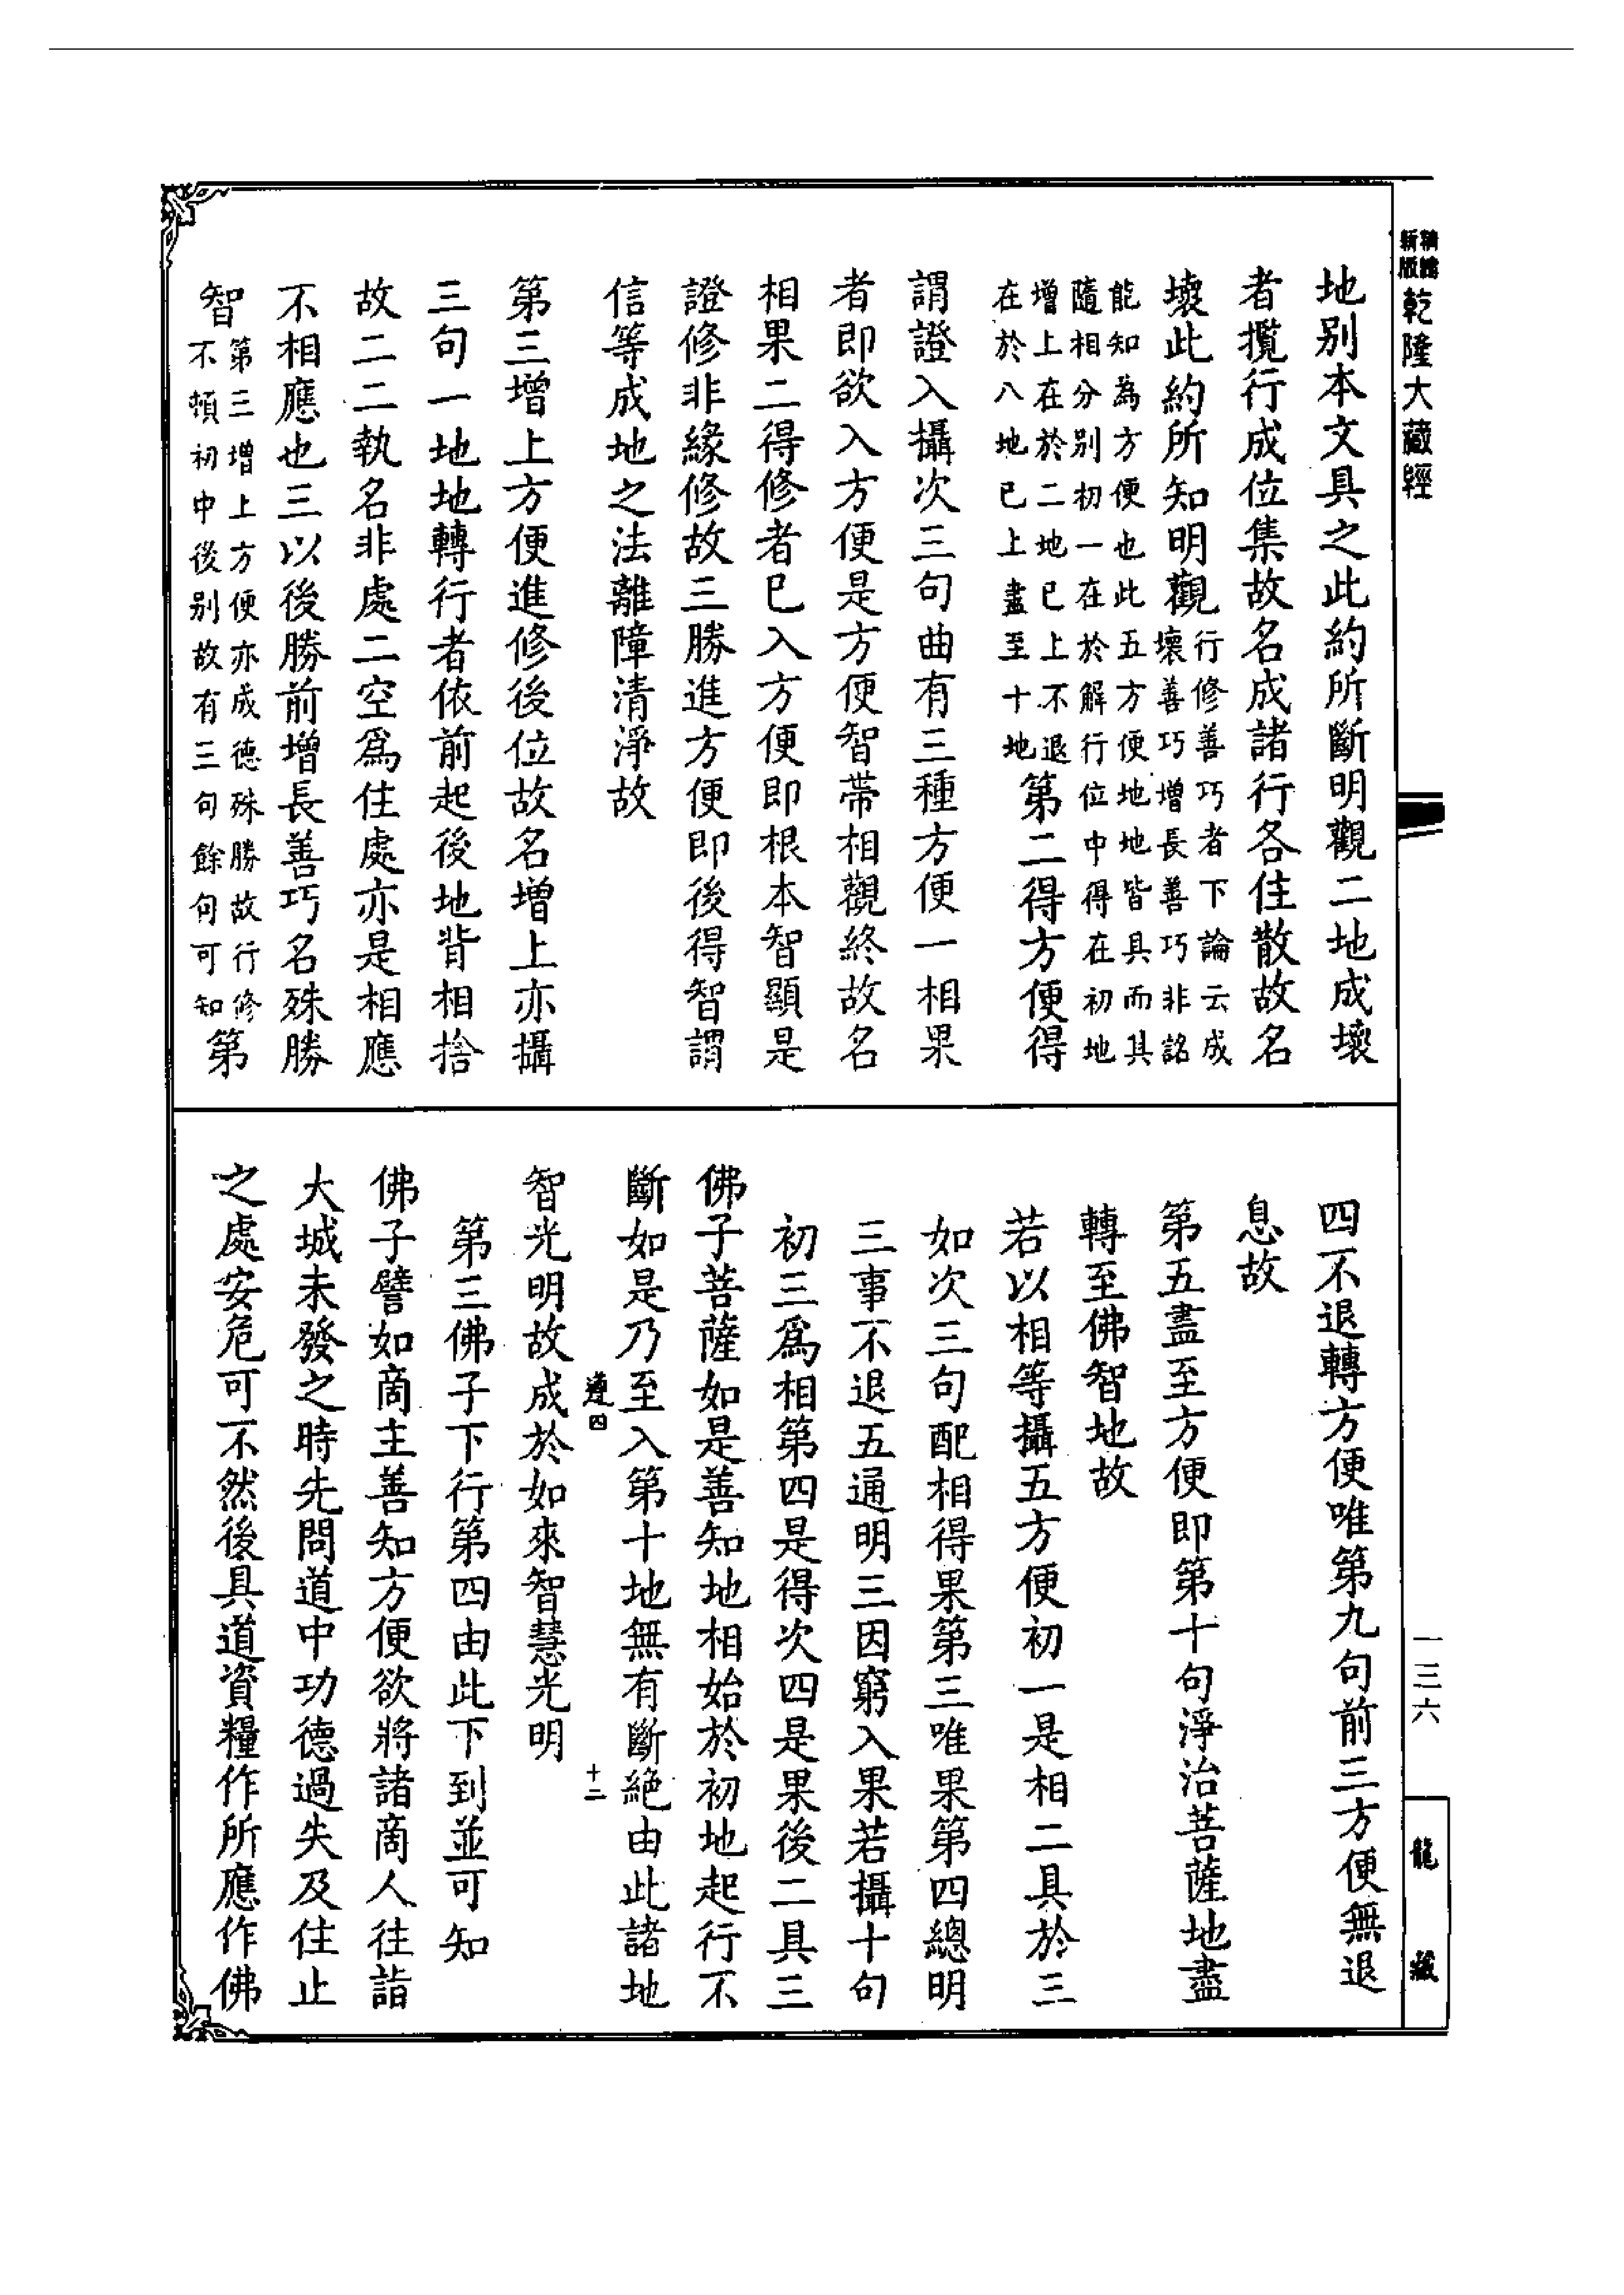 精縮新版乾隆大藏經
地别本文具之此約所斷明觀二地成壞
者攬行成位集故名成諸行各住散故名
壞此約所知明觀行修善巧者下論云成
壞善巧增長善巧非詺
能知為方便也此五方便地地皆具而其
隨相分别初一在於解行位中得在初地
增上在於二地已上不退
在於八地已上盡至十地第二得方便得
謂證入攝次三句曲有三種方便一相果
者即欲入方便是方便智帶相觀終故名
相果二得修者已入方便即根本智顯是
證修非緣修故三勝進方便即後得智謂
信等成地之法離障清淨故
第三增上方便進修後位故名增上亦攝
三句一地地轉行者依前起後地背相捨
故二二執名非處二空爲住處亦是相應
不相應也三以後勝前增長善巧名殊勝
智第三增上方便亦成德殊勝故行修
不頓初中後别故有三句餘句可知第
四不退轉方便唯第九句前三方便無退
息故
第五盡至方便即第十句淨治菩薩地盡
轉至佛智地故
若以相等攝五方便初一是相二具於三
如次三句配相得果第三唯果第四總明
三事不退五通明三因窮入果若攝十句
初三爲相第四是得次四是果後二具三
佛子菩薩如是善知地相始於初地起行不
斷如是乃至入第十地無有斷絕由此諸地
遵四
十二
智光明故成於如來智慧光明
第三佛子下行第四由此下到並可知
佛子譬如商主善知方便欲將諸商人往詣
大城未發之時先問道中功德過失及住止
之處安危可不然後具道資糧作所應作佛
一三六
龍藏